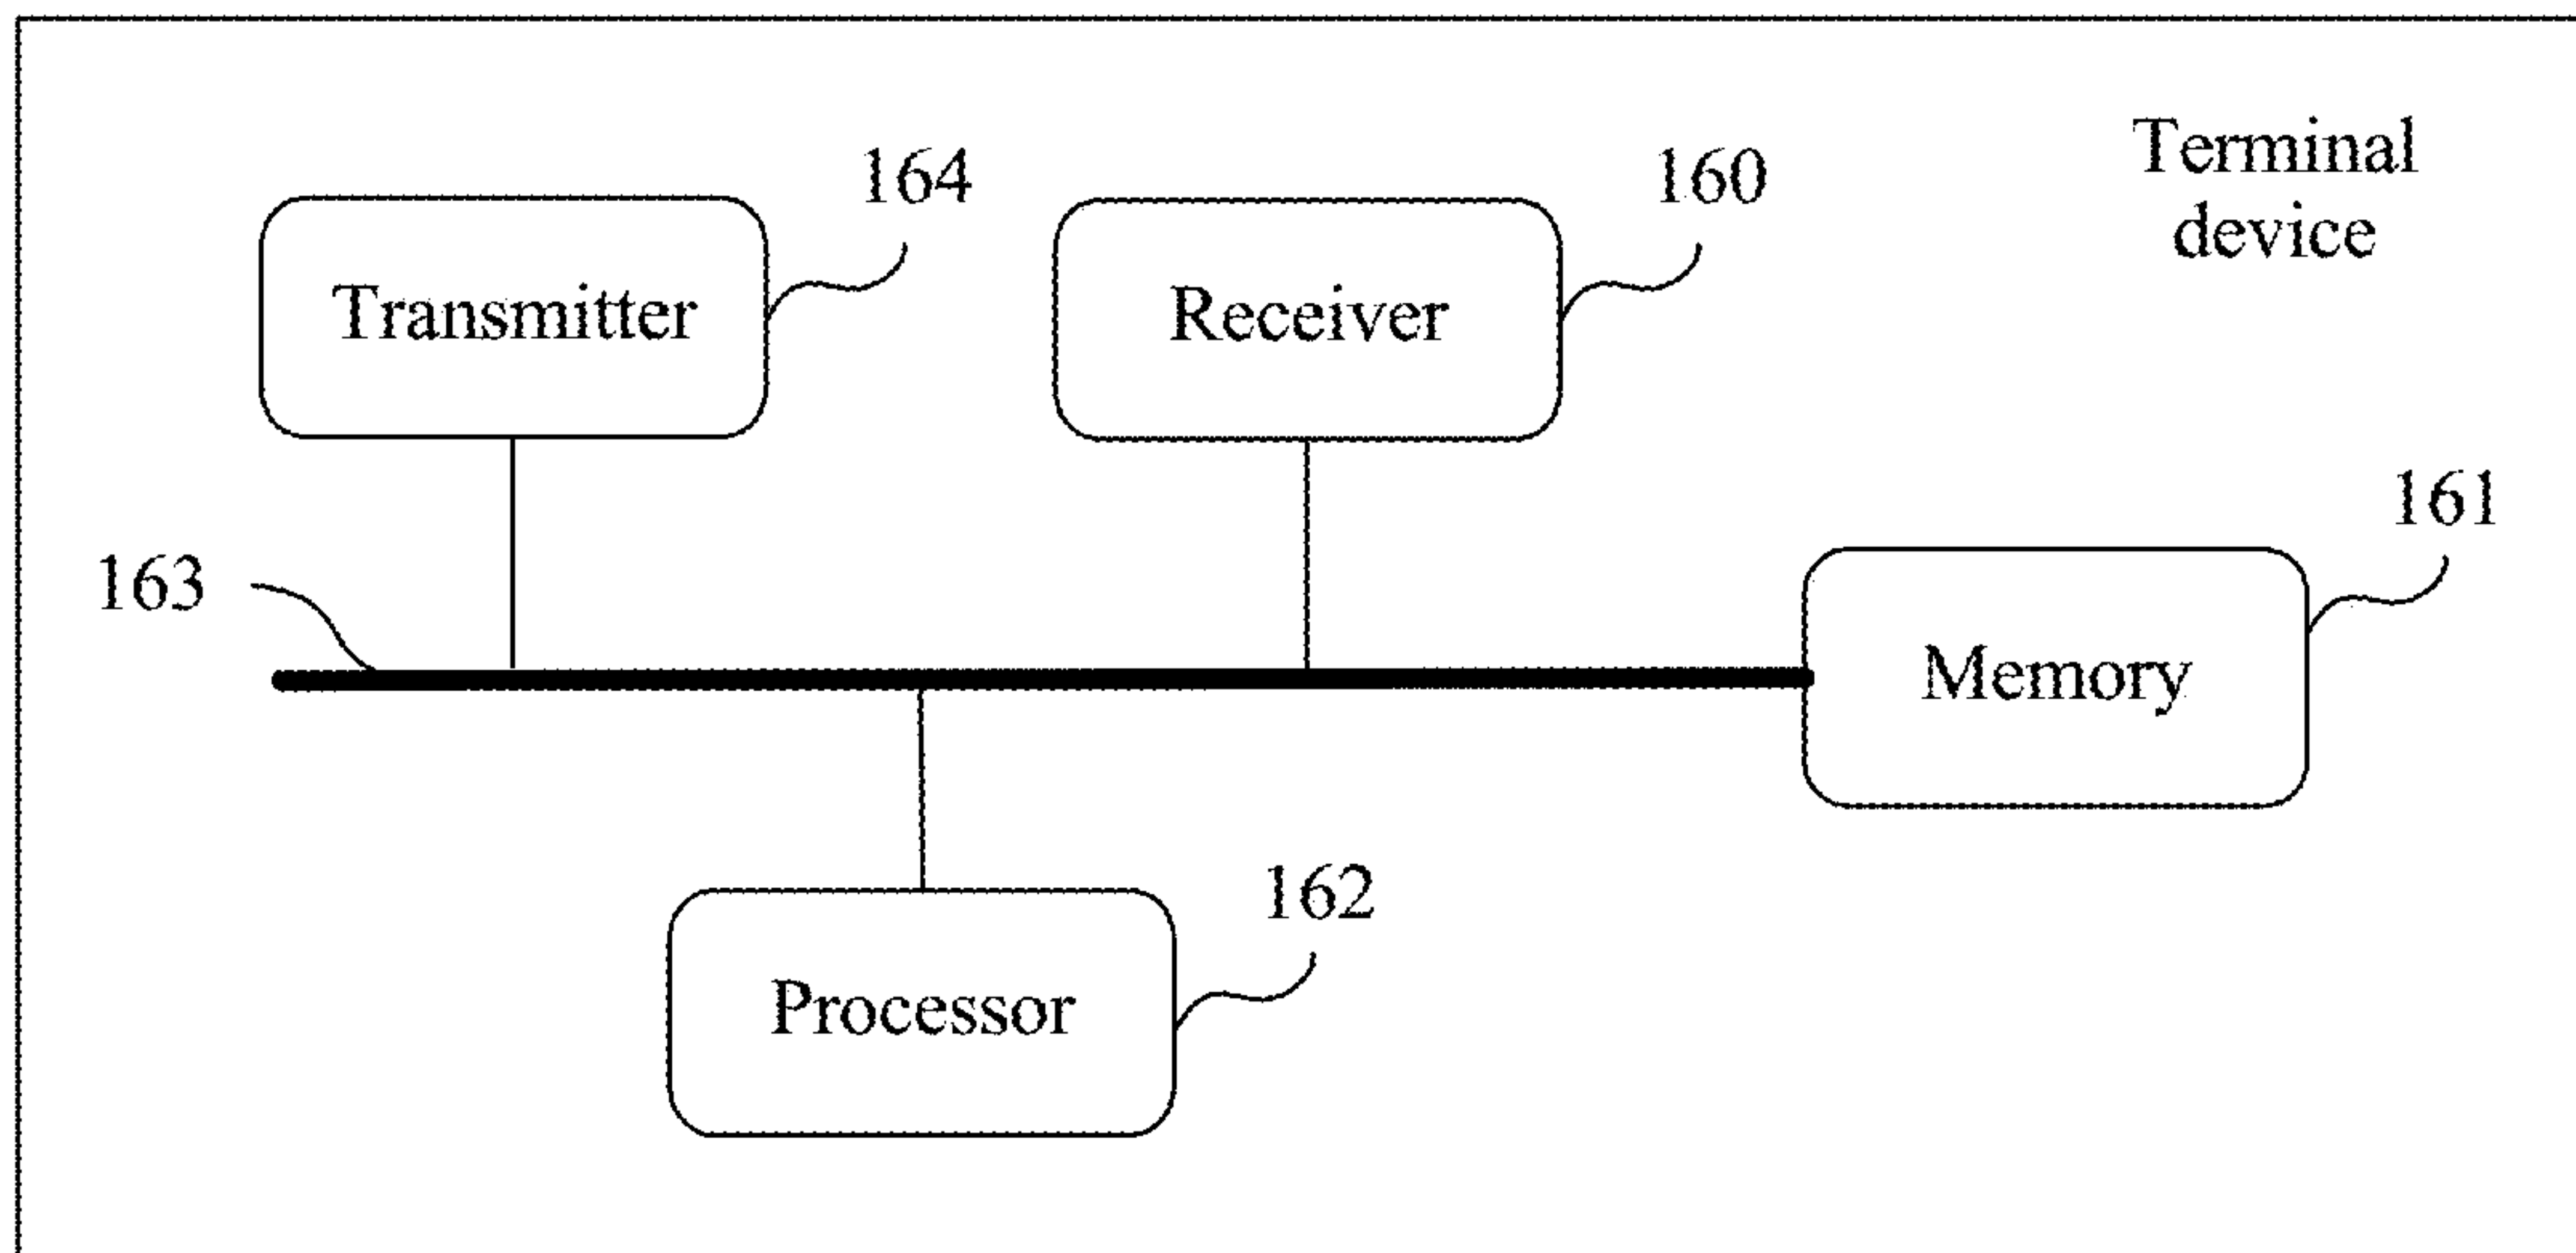 Terminal
device
164
160
Transmitter
Receiver
161
163
Memory
162
Processor